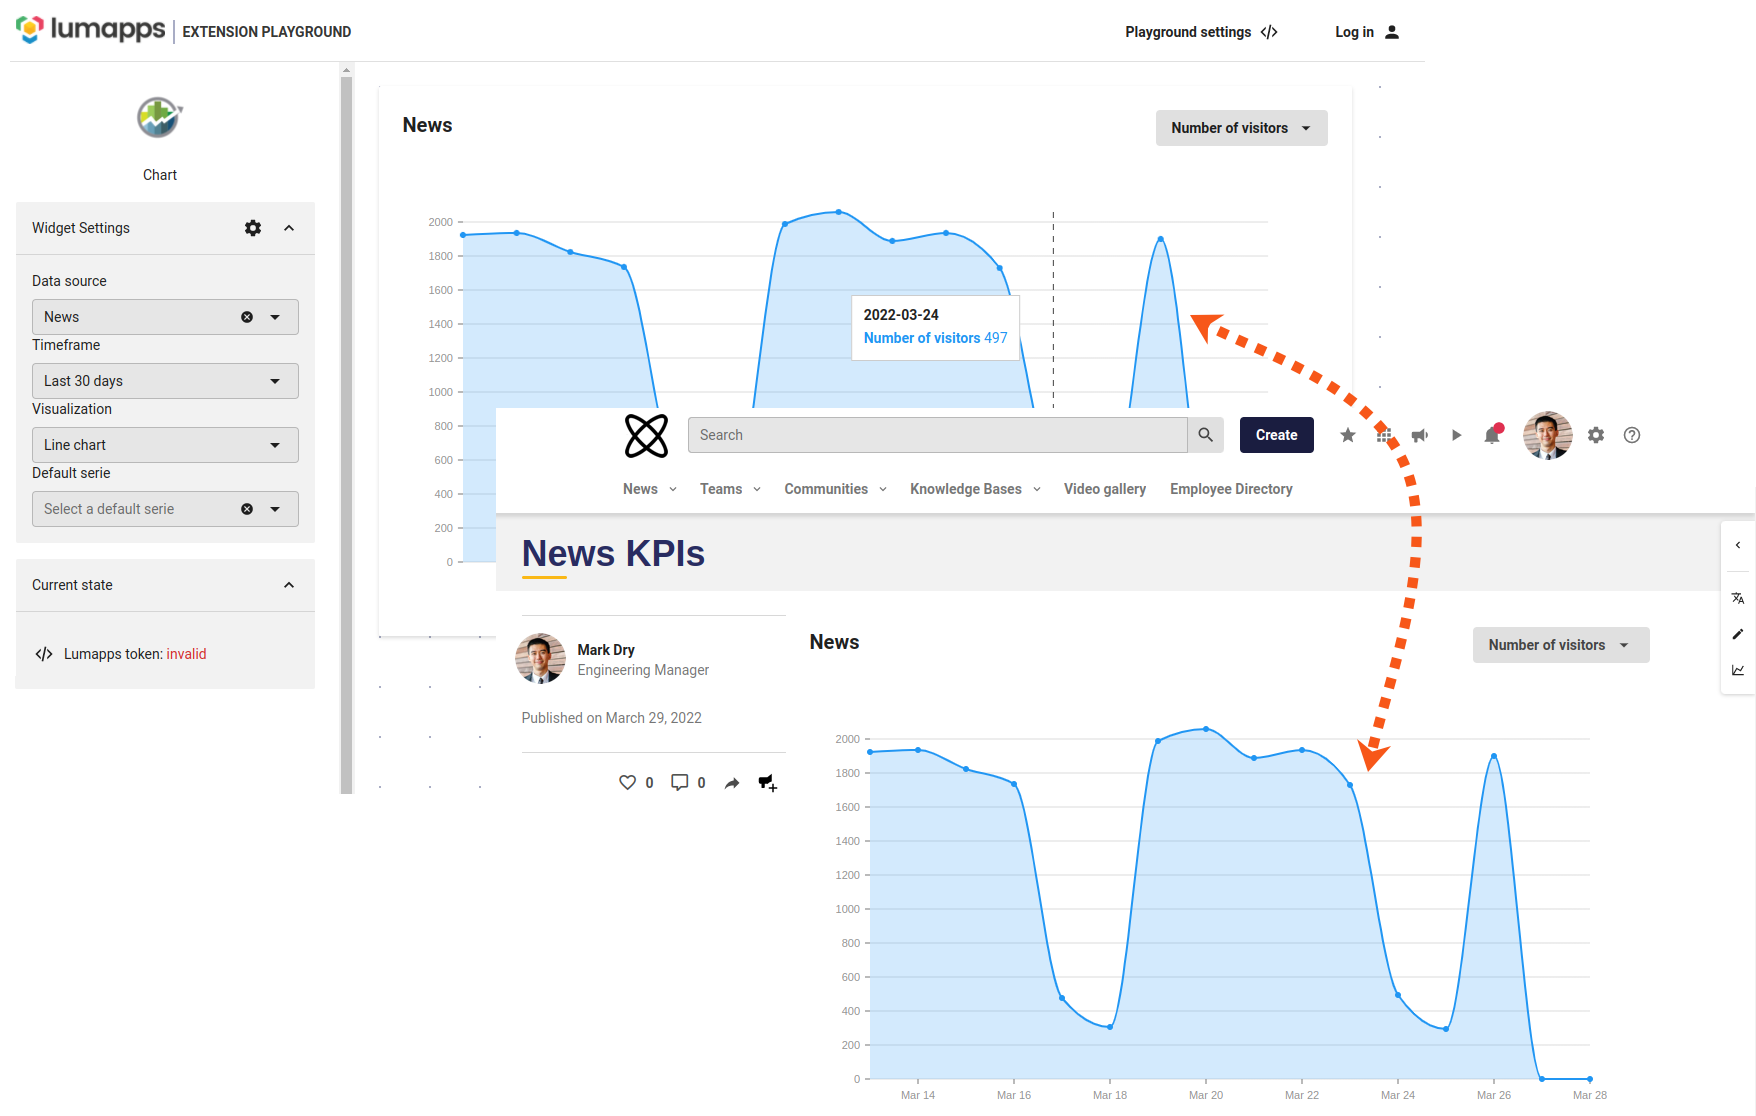 lumapps EXTENSION PLAYGROUND
Playground settings
Log in
Chart
Widget Settings
Data source
News
Timeframe
Last 30 days
Visualization
Line chart
Default serie
Select a default serie
Current state
Lumapps token: invalid
News
Number of visitors
2000
1800
1600
1400
1200
1000
800
600
400
200
0
2022-03-24
Number of visitors 497
Search
Create
News Teams Communities Knowledge Bases Video gallery Employee Directory
News KPIs
Mark Dry
Engineering Manager
Published on March 29, 2022
0 0
News
Number of visitors
2000
1800
1600
1400
1200
1000
800
600
400
200
0
Mar 14 Mar 16 Mar 18 Mar 20 Mar 22 Mar 24 Mar 26 Mar 28